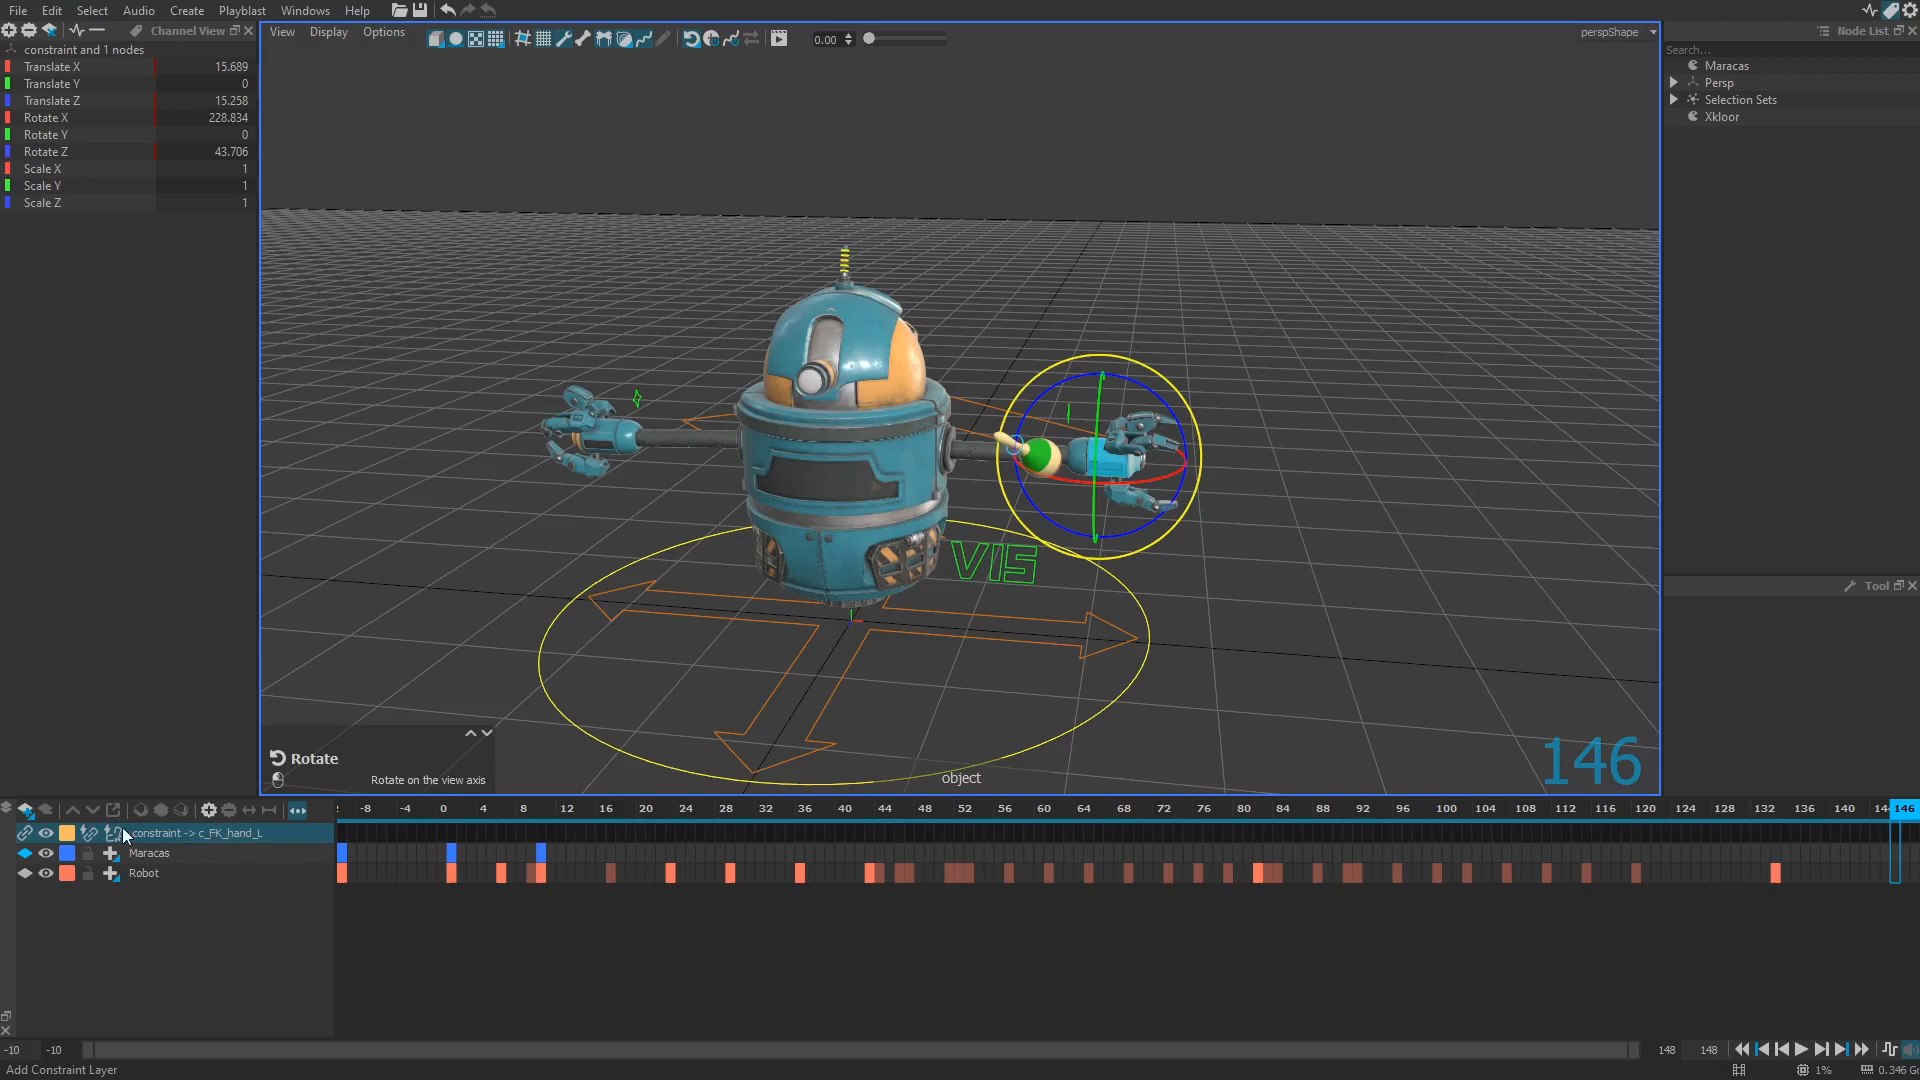 File Edit Select Create Playblast Windows Help
Channel View
View Display Options
0.00
perspShape
Node List
constraint and 1 nodes
Search...
Translate X 15.689
Translate Y 0
Translate Z 15.258
Rotate X 228.834
Rotate Y 0
Rotate Z 43.706
Scale X 1
Scale Y 1
Scale Z 1
Maracas
Persp
Selection Sets
Xkloor
VIS
Tool
Rotate
Rotate on the view axis
object
146
-8 -4 0 4 8 12 16 20 24 28 32 36 40 44 48 52 56 60 64 68 72 76 80 84 88 92 96 100 104 108 112 116 120 124 128 132 136 140 146
constraint -> c_FK_hand_L
Maracas
Robot
-10 -10 148 148
Add Constraint Layer
1% 0.346